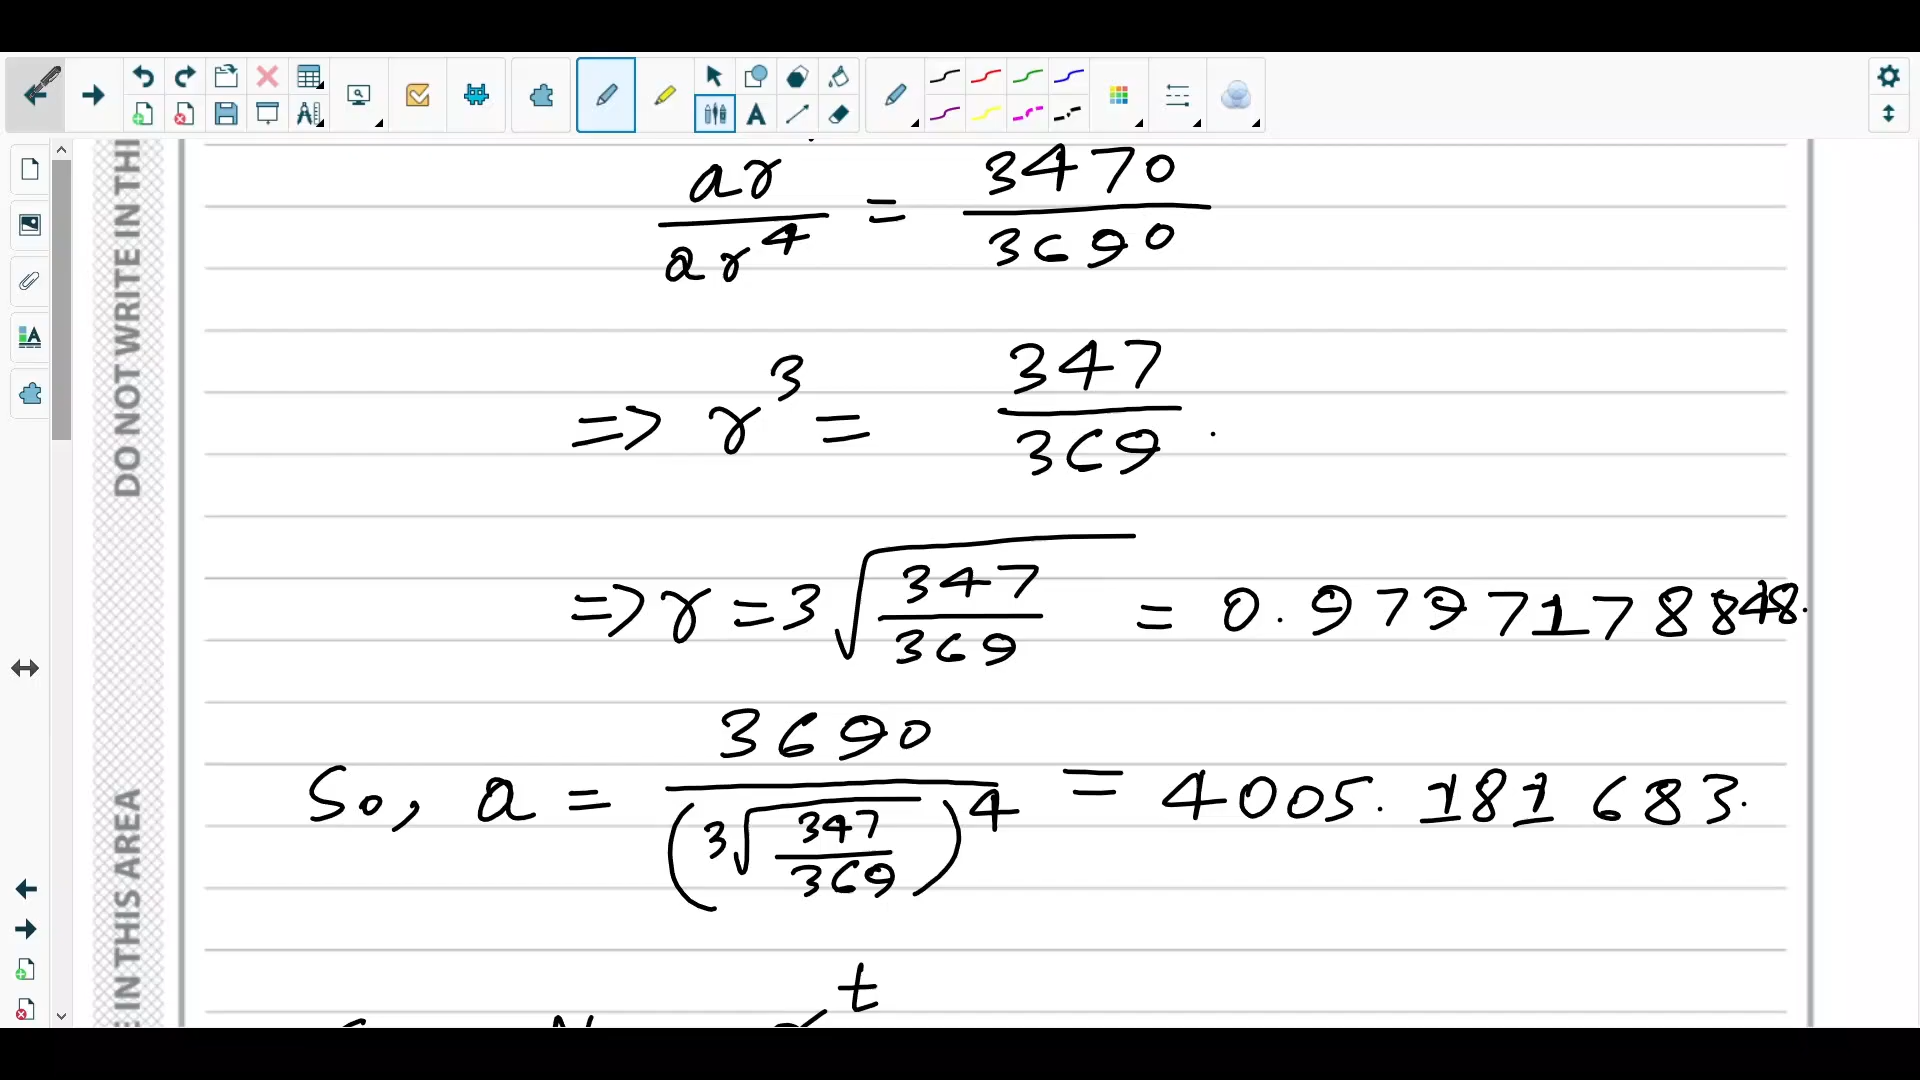 ar/ar^4 = 3470/3690
=> r^3 = 347/369.
=> r = 3√(347/369) = 0.9797178848.
So, a = 3690/(3√(347/369))^4 = 4005.181683.
t
DO NOT WRITE IN THI
IN THIS AREA